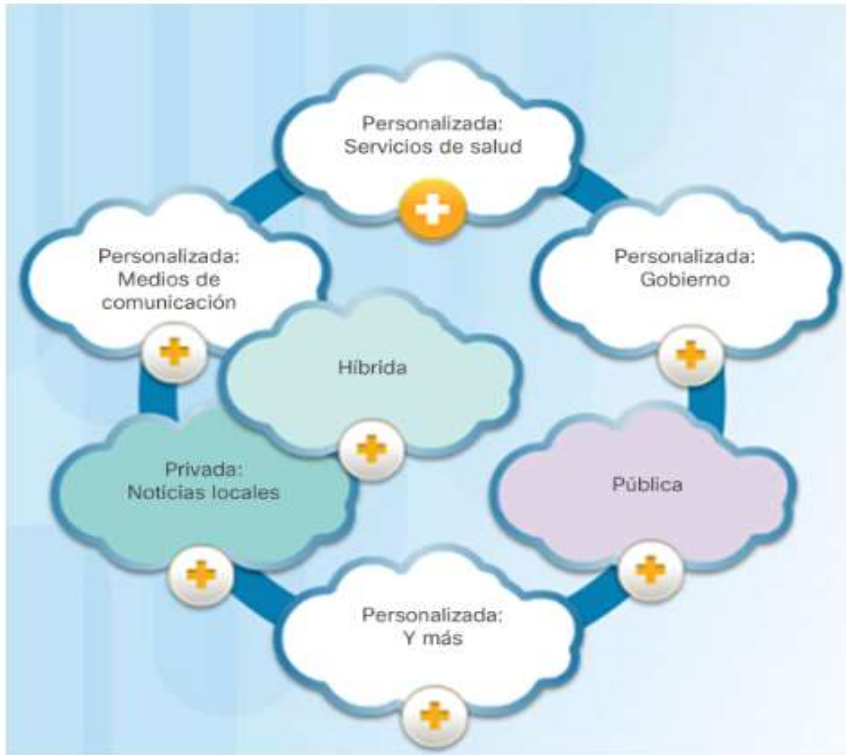 Personalizada:
Servicios de salud
Personalizada:
Medios de
comunicación
Personalizada:
Gobierno
Híbrida
Privada:
Noticias locales
Pública
Personalizada:
Y más